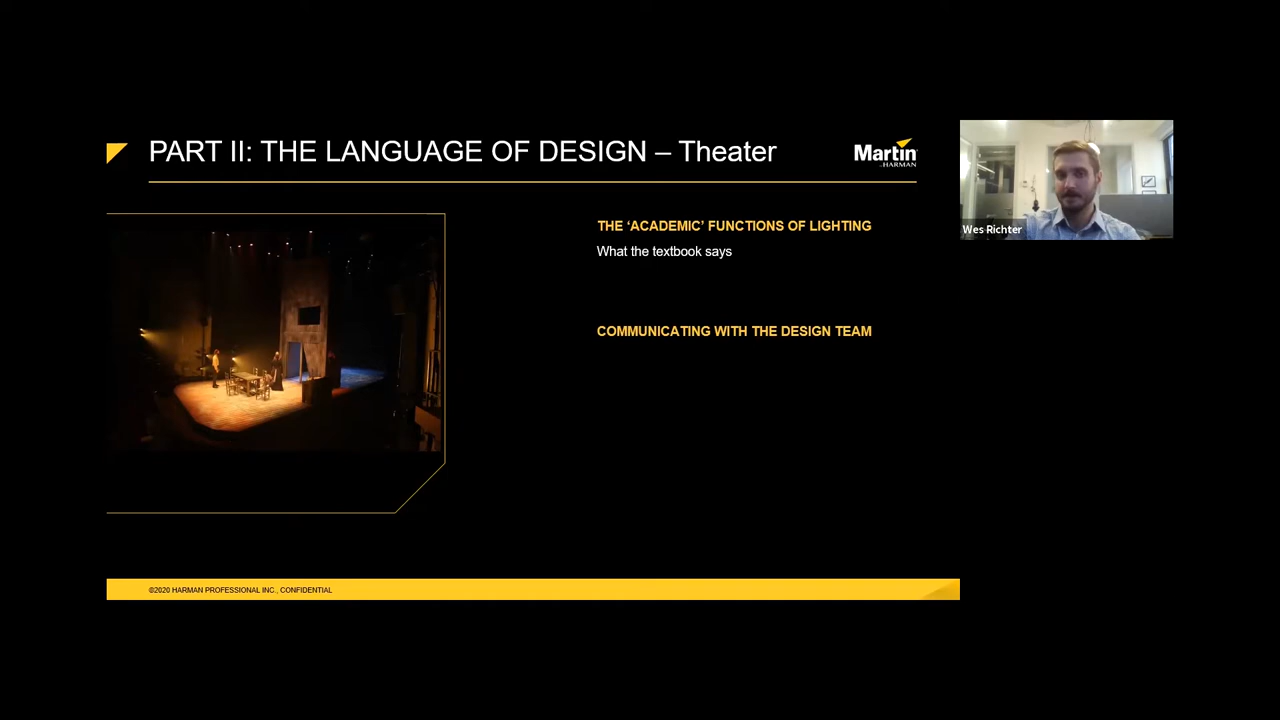 PART II: THE LANGUAGE OF DESIGN – Theater
Martin
by HARMAN
Wes Richter
THE ‘ACADEMIC’ FUNCTIONS OF LIGHTING
What the textbook says
COMMUNICATING WITH THE DESIGN TEAM
©2020 HARMAN PROFESSIONAL INC., CONFIDENTIAL